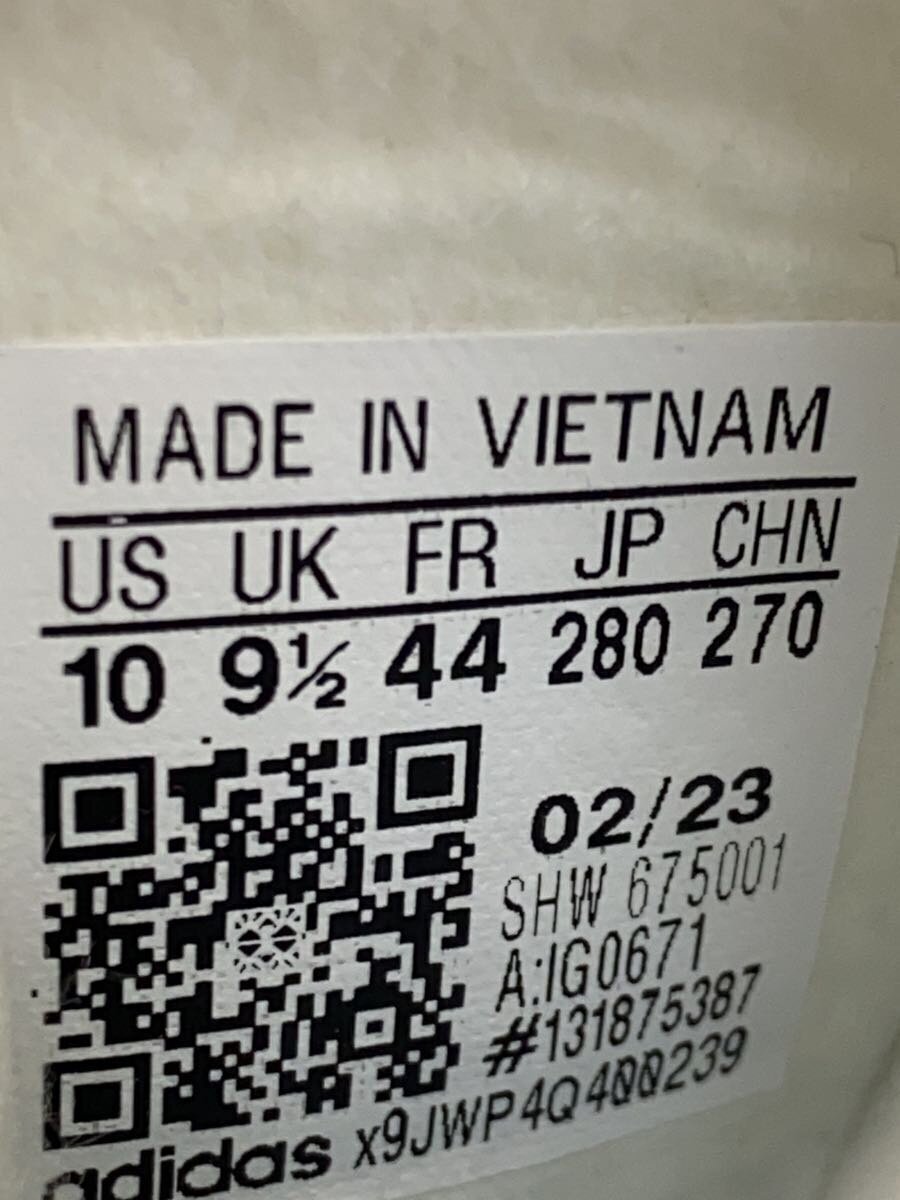 MADE IN VIETNAM
US UK FR JP CHN
10 9½ 44 280 270
02/23
SHW 675001
A:IG0671
#131875387
adidas x9JWP4Q400239